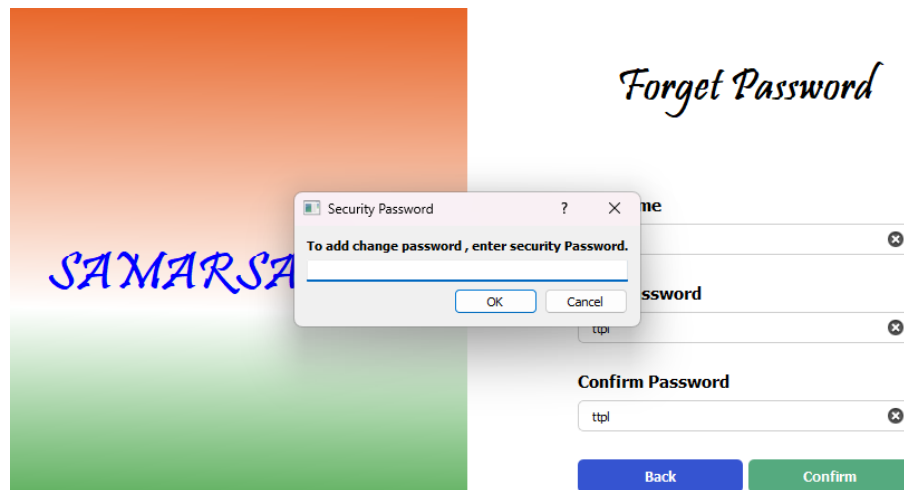 Forget Password
Security Password
?
To add change password , enter security Password.
OK
Cancel
SAMARSA
me
ssword
ttpl
Confirm Password
ttpl
Back
Confirm